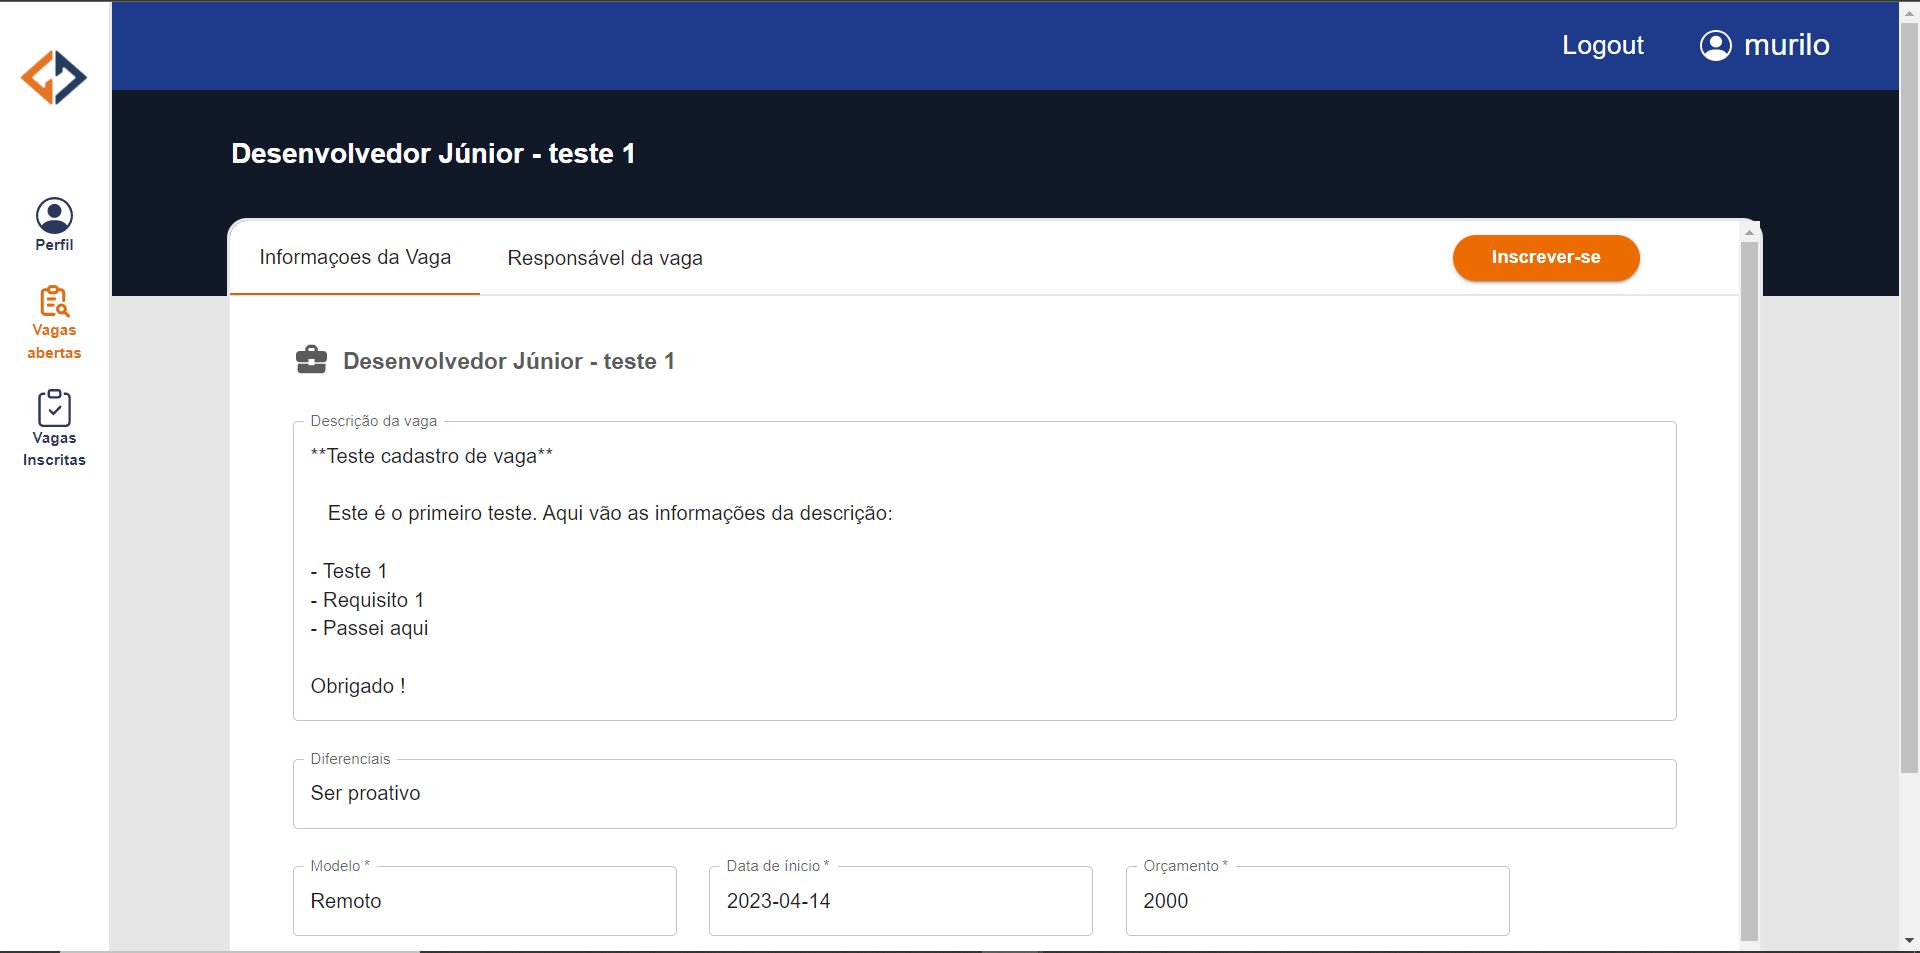 Logout
murilo
Perfil
Vagas
abertas
Vagas
Inscritas
Desenvolvedor Júnior - teste 1
Informaçoes da Vaga
Responsável da vaga
Inscrever-se
Desenvolvedor Júnior - teste 1
Descrição da vaga
**Teste cadastro de vaga**
Este é o primeiro teste. Aqui vão as informações da descrição:
- Teste 1
- Requisito 1
- Passei aqui
Obrigado !
Diferenciais
Ser proativo
Modelo *
Remoto
Data de ínicio *
2023-04-14
Orçamento *
2000